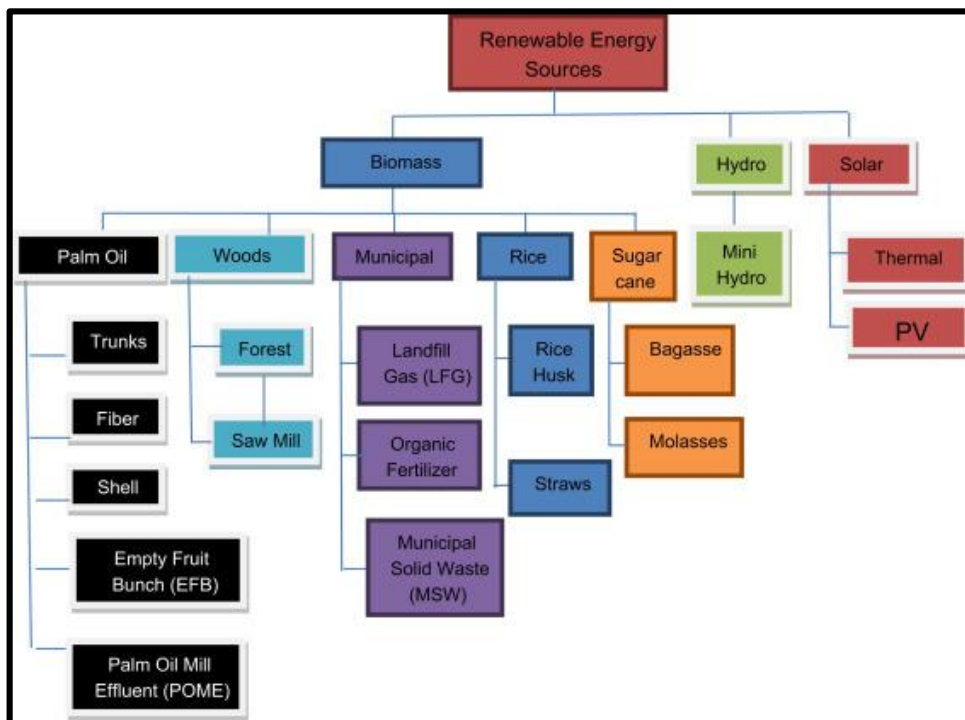 Renewable Energy
Sources
Biomass
Hydro
Solar
Palm Oil
Woods
Municipal
Rice
Sugar
cane
Mini
Hydro
Thermal
PV
Trunks
Fiber
Shell
Empty Fruit
Bunch (EFB)
Palm Oil Mill
Effluent (POME)
Forest
Saw Mill
Landfill
Gas (LFG)
Organic
Fertilizer
Municipal
Solid Waste
(MSW)
Rice
Husk
Straws
Bagasse
Molasses